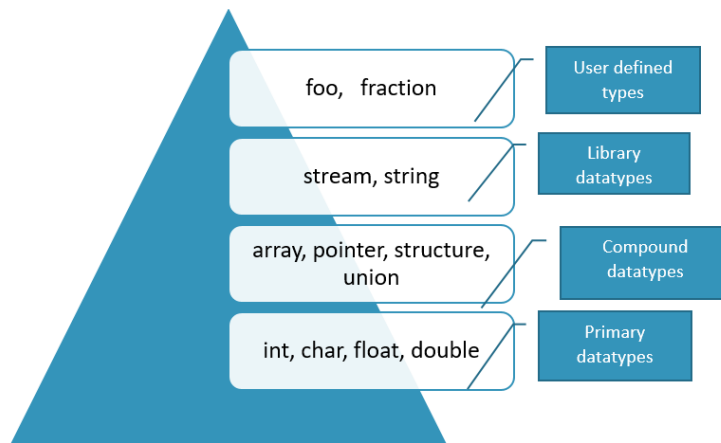 foo, fraction
User defined
types
stream, string
Library
datatypes
array, pointer, structure,
union
Compound
datatypes
int, char, float, double
Primary
datatypes